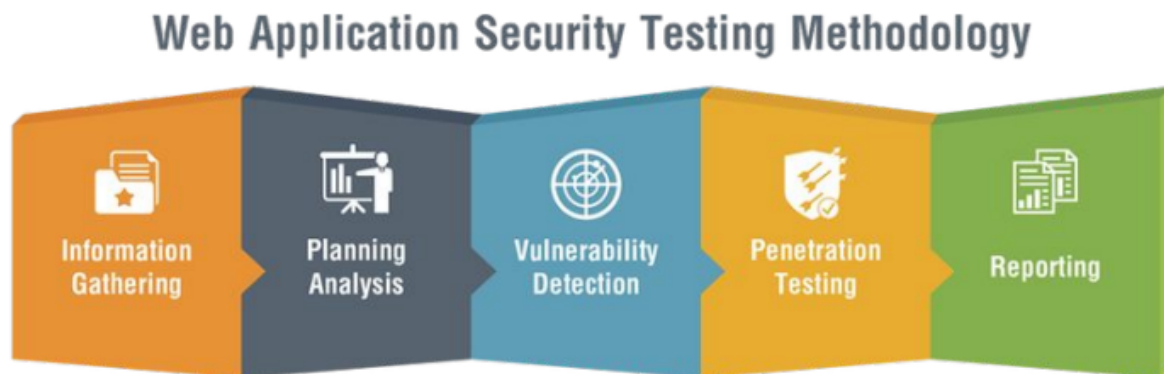 Web Application Security Testing Methodology
Information
Gathering
Planning
Analysis
Vulnerability
Detection
Penetration
Testing
Reporting